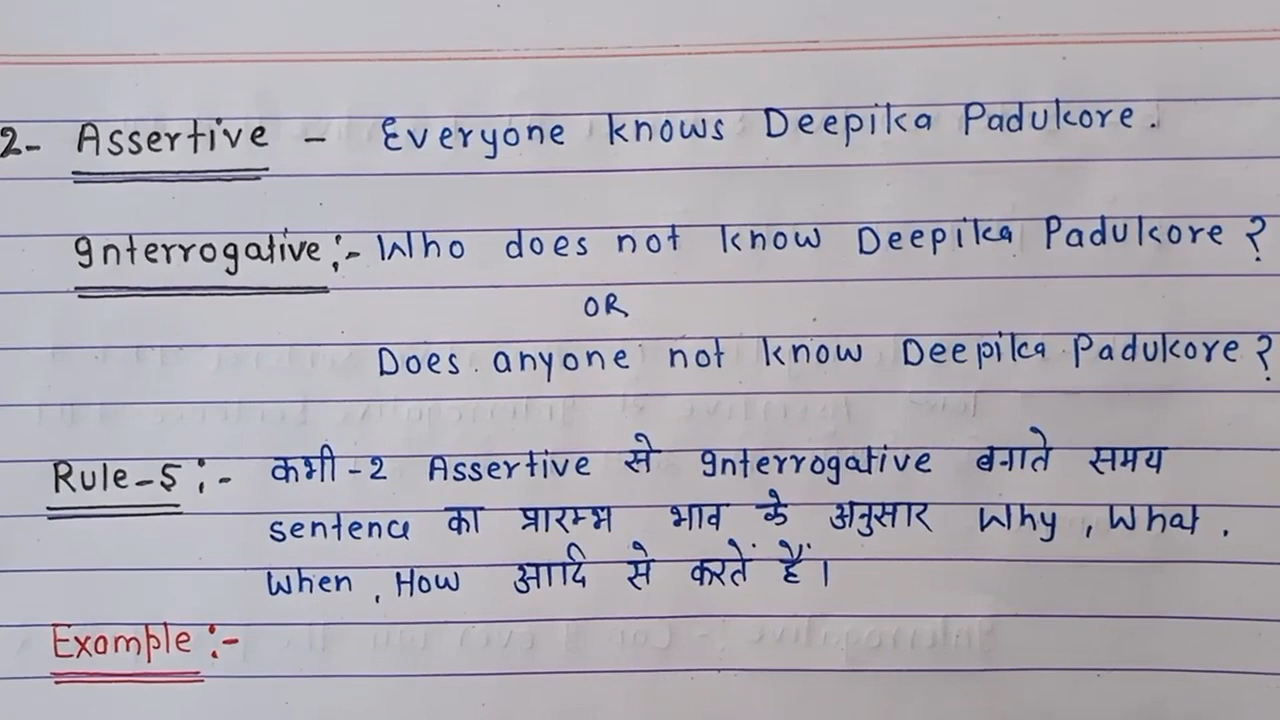 2- Assertive - Everyone knows Deepika Padukore.
Interrogative :- Who does not know Deepika Padukore ?
OR
Does anyone not know Deepika Padukore ?
Rule-5 :- कभी-2 Assertive से Interrogative बनाते समय
sentence का प्रारम्भ भाव के अनुसार Why, What.
When, How आदि से करतें हैं।
Example :-